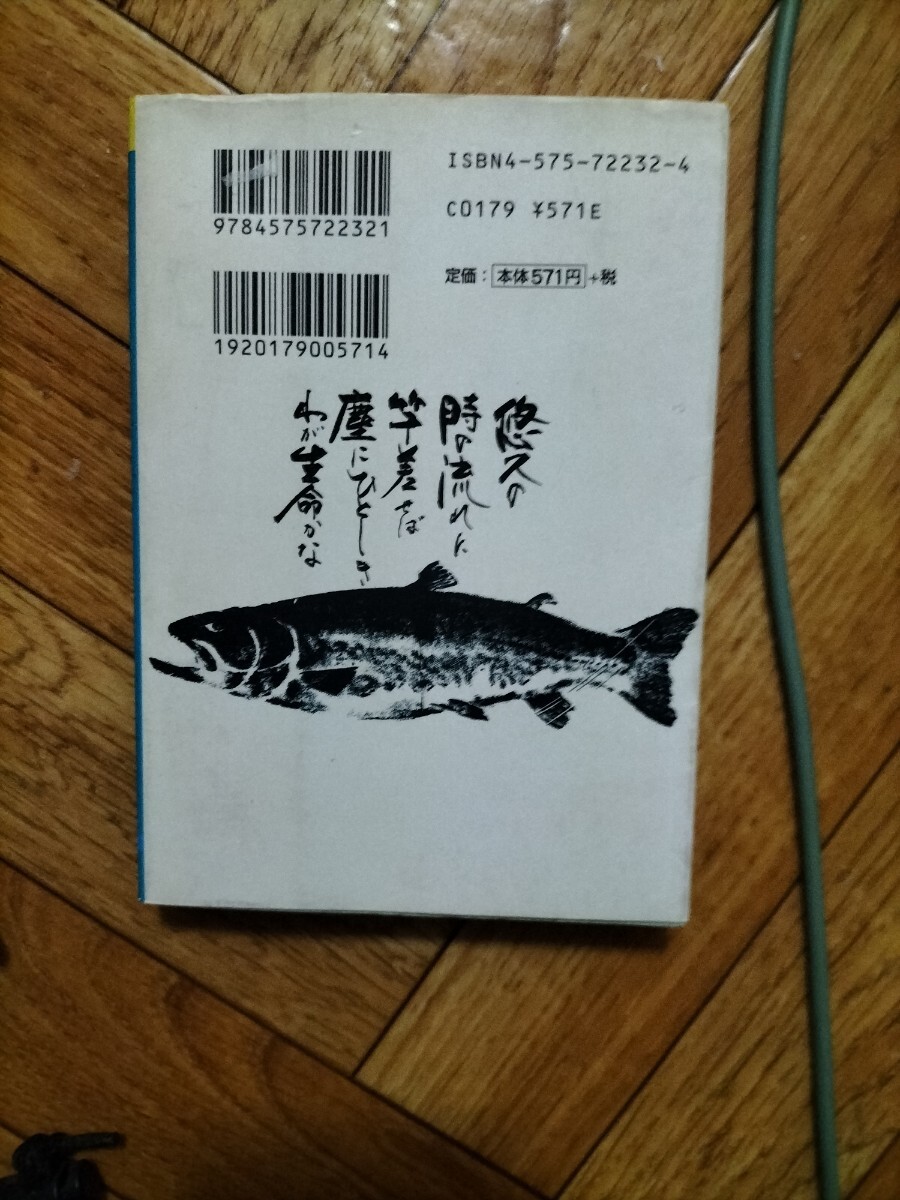 ISBN4-575-72232-4
C0179 ¥571E
定価：本体571円+税
9784575722321
1920179005714
悠久の
時の流れに
竿差せば
塵にひとしき
わが生命かな